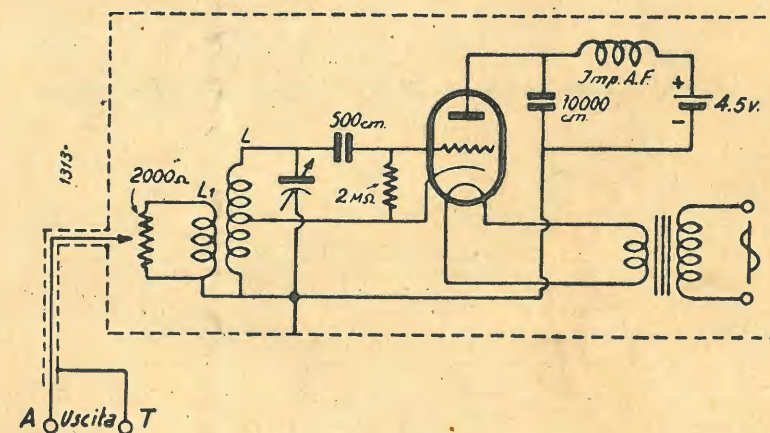 1313-
2000Ω
L1
L
500cm.
2MΩ
Imp. A.F.
10000
cm.
+
4.5v.
-
A Uscita T